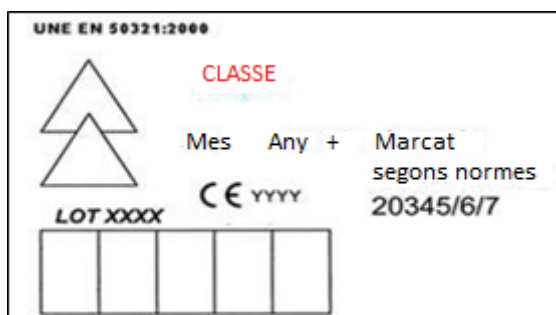 UNE EN 50321:2000
CLASSE
Mes Any + Marcat
segons normes
CE YYYY
20345/6/7
LOT XXXX